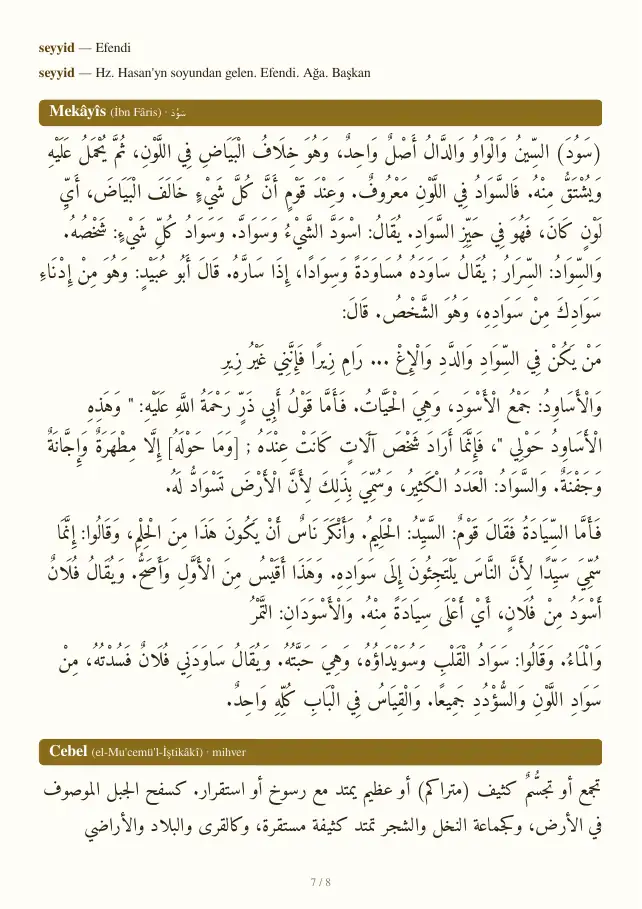 seyyid — Efendi
seyyid — Hz. Hasan'yn soyundan gelen. Efendi. Ağa. Başkan
Mekâyîs (İbn Fâris) · سَوُدَ
(سَوُدَ) السِّينُ وَالْوَاوُ وَالدَّالُ أَصْلٌ وَاحِدٌ، وَهُوَ خِلَافُ الْبَيَاضِ فِي اللَّوْنِ، ثُمَّ يُحْمَلُ عَلَيْهِ
وَيُشْتَقُّ مِنْهُ. فَالسَّوَادُ فِي اللَّوْنِ مَعْرُوفٌ. وَعِنْدَ قَوْمٍ أَنَّ كُلَّ شَيْءٍ خَالَفَ الْبَيَاضَ، أَيِّ
لَوْنٍ كَانَ، فَهُوَ فِي حَيِّزِ السَّوَادِ. يُقَالُ: اسْوَدَّ الشَّيْءُ وَسَوَادَّ. وَسَوَادُ كُلِّ شَيْءٍ: شَخْصُهُ.
وَالسِّوَادُ: السِّرَارُ ; يُقَالُ سَاوَدَهُ مُسَاوَدَةً وَسِوَادًا، إِذَا سَارَّهُ. قَالَ أَبُو عُبَيْدٍ: وَهُوَ مِنْ إِدْنَاءِ
سَوَادِكَ مِنْ سَوَادِهِ، وَهُوَ الشَّخْصُ. قَالَ:
مَنْ يَكُنْ فِي السِّوَادِ وَالدَّدِ وَالْإِغْ ... رَامِ زِيرًا فَإِنَّنِي غَيْرُ زِيرِ
وَالْأَسَاوِدُ: جَمْعُ الْأَسْوَدِ، وَهِيَ الْحَيَّاتُ. فَأَمَّا قَوْلُ أَبِي ذَرٍّ رَحْمَةُ اللَّهِ عَلَيْهِ: " وَهَذِهِ
الْأَسَاوِدُ حَوْلِي "، فَإِنَّمَا أَرَادَ شَخْصَ آلَاتٍ كَانَتْ عِنْدَهُ ; [وَمَا حَوْلَهُ] إِلَّا مِطْهَرَةٌ وَإِجَّانَةٌ
وَجَفْنَةٌ. وَالسَّوَادُ: الْعَدَدُ الْكَثِيرُ، وَسُمِّيَ بِذَلِكَ لِأَنَّ الْأَرْضَ تَسْوَادُّ لَهُ.
فَأَمَّا السِّيَادَةُ فَقَالَ قَوْمٌ: السَّيِّدُ: الْحَلِيمُ. وَأَنْكَرَ نَاسٌ أَنْ يَكُونَ هَذَا مِنَ الْحِلْمِ، وَقَالُوا: إِنَّمَا
سُمِّيَ سَيِّدًا لِأَنَّ النَّاسَ يَلْتَجِئُونَ إِلَى سَوَادِهِ. وَهَذَا أَقْيَسُ مِنَ الْأَوَّلِ وَأَصَحُّ. وَيُقَالُ فُلَانٌ
أَسْوَدُ مِنْ فُلَانٍ، أَيْ أَعْلَى سِيَادَةً مِنْهُ. وَالْأَسْوَدَانِ: التَّمْرُ
وَالْمَاءُ. وَقَالُوا: سَوَادُ الْقَلْبِ وَسُوَيْدَاؤُهُ، وَهِيَ حَبَّتُهُ. وَيُقَالُ سَاوَدَنِي فُلَانٌ فَسُدْتُهُ، مِنْ
سَوَادِ اللَّوْنِ وَالسُّؤْدُدِ جَمِيعًا. وَالْقِيَاسُ فِي الْبَابِ كُلِّهِ وَاحِدٌ.
Cebel (el-Mu'cemü'l-İştikâkî) · mihver
تجمع أو تجسُّمٌ كثيف (متراكم) أو عظيم يمتد مع رسوخ أو استقرار. كسفح الجبل الموصوف
في الأرض، وكجماعة النخل والشجر تمتد كثيفة مستقرة، وكالقرى والبلاد والأراضي
7 / 8